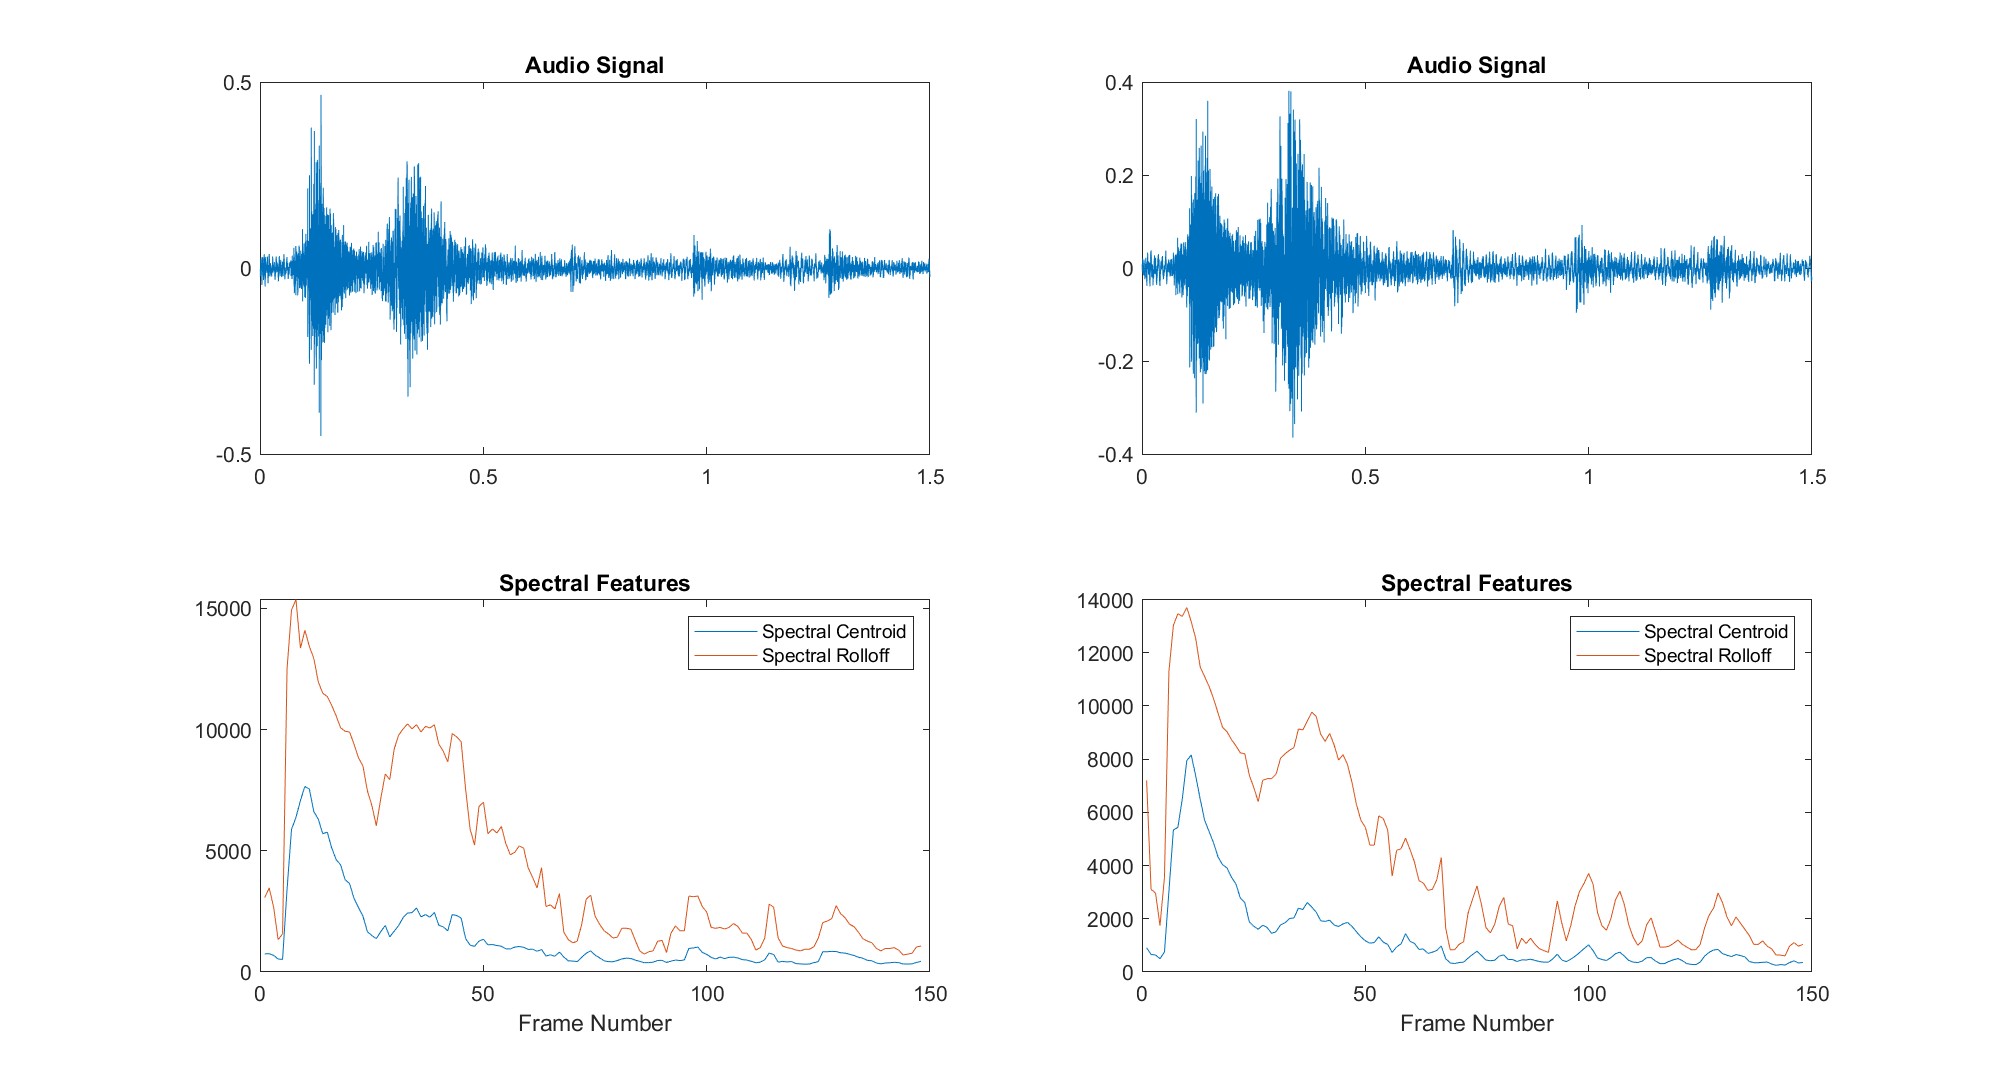 Audio Signal
0.5
0
-0.5
0 0.5 1 1.5
Audio Signal
0.4
0.2
0
-0.2
-0.4
0 0.5 1 1.5
Spectral Features
15000
10000
5000
0
0 50 100 150
Spectral Centroid
Spectral Rolloff
Frame Number
Spectral Features
14000
12000
10000
8000
6000
4000
2000
0
0 50 100 150
Spectral Centroid
Spectral Rolloff
Frame Number